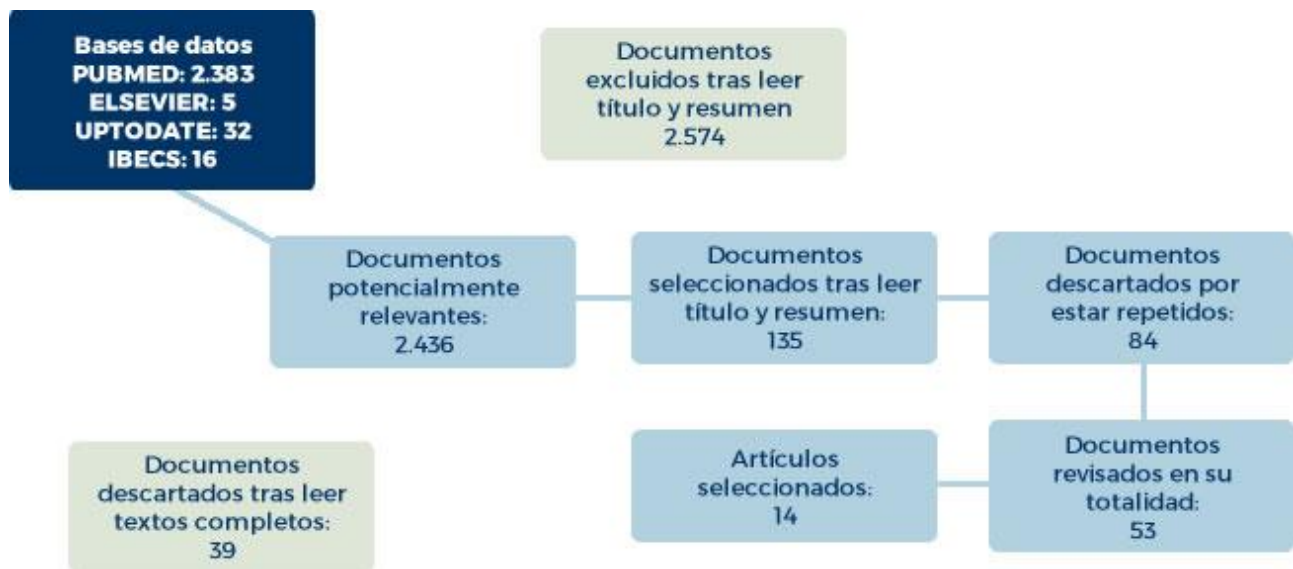 Bases de datos
PUBMED: 2.383
ELSEVIER: 5
UPTODATE: 32
IBECS: 16
Documentos
excluidos tras leer
título y resumen
2.574
Documentos
potencialmente
relevantes:
2.436
Documentos
seleccionados tras leer
título y resumen:
135
Documentos
descartados por
estar repetidos:
84
Documentos
descartados tras leer
textos completos:
39
Artículos
seleccionados:
14
Documentos
revisados en su
totalidad:
53